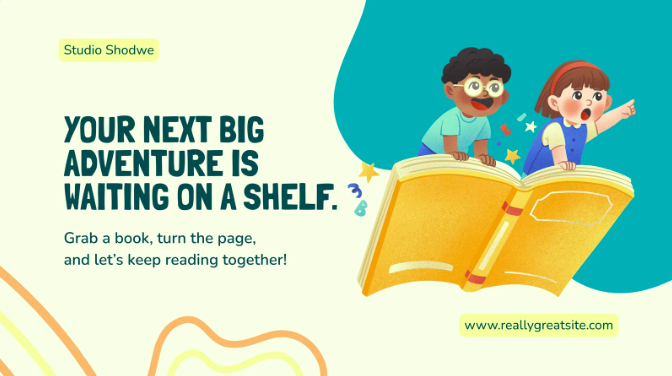 Studio Shodwe
YOUR NEXT BIG
ADVENTURE IS
WAITING ON A SHELF.
Grab a book, turn the page,
and let's keep reading together!
www.reallygreatsite.com